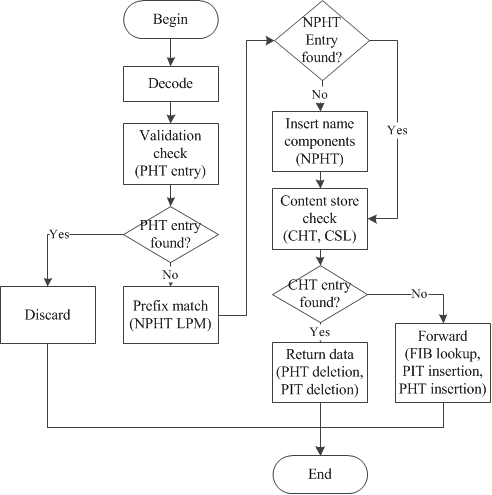 Begin
Decode
Validation
check
(PHT entry)
PHT entry
found?
Yes
No
Discard
Prefix match
(NPHT LPM)
NPHT
Entry
found?
No
Yes
Insert name
components
(NPHT)
Content store
check
(CHT, CSL)
CHT entry
found?
No
Yes
Return data
(PHT deletion,
PIT deletion)
Forward
(FIB lookup,
PIT insertion,
PHT insertion)
End